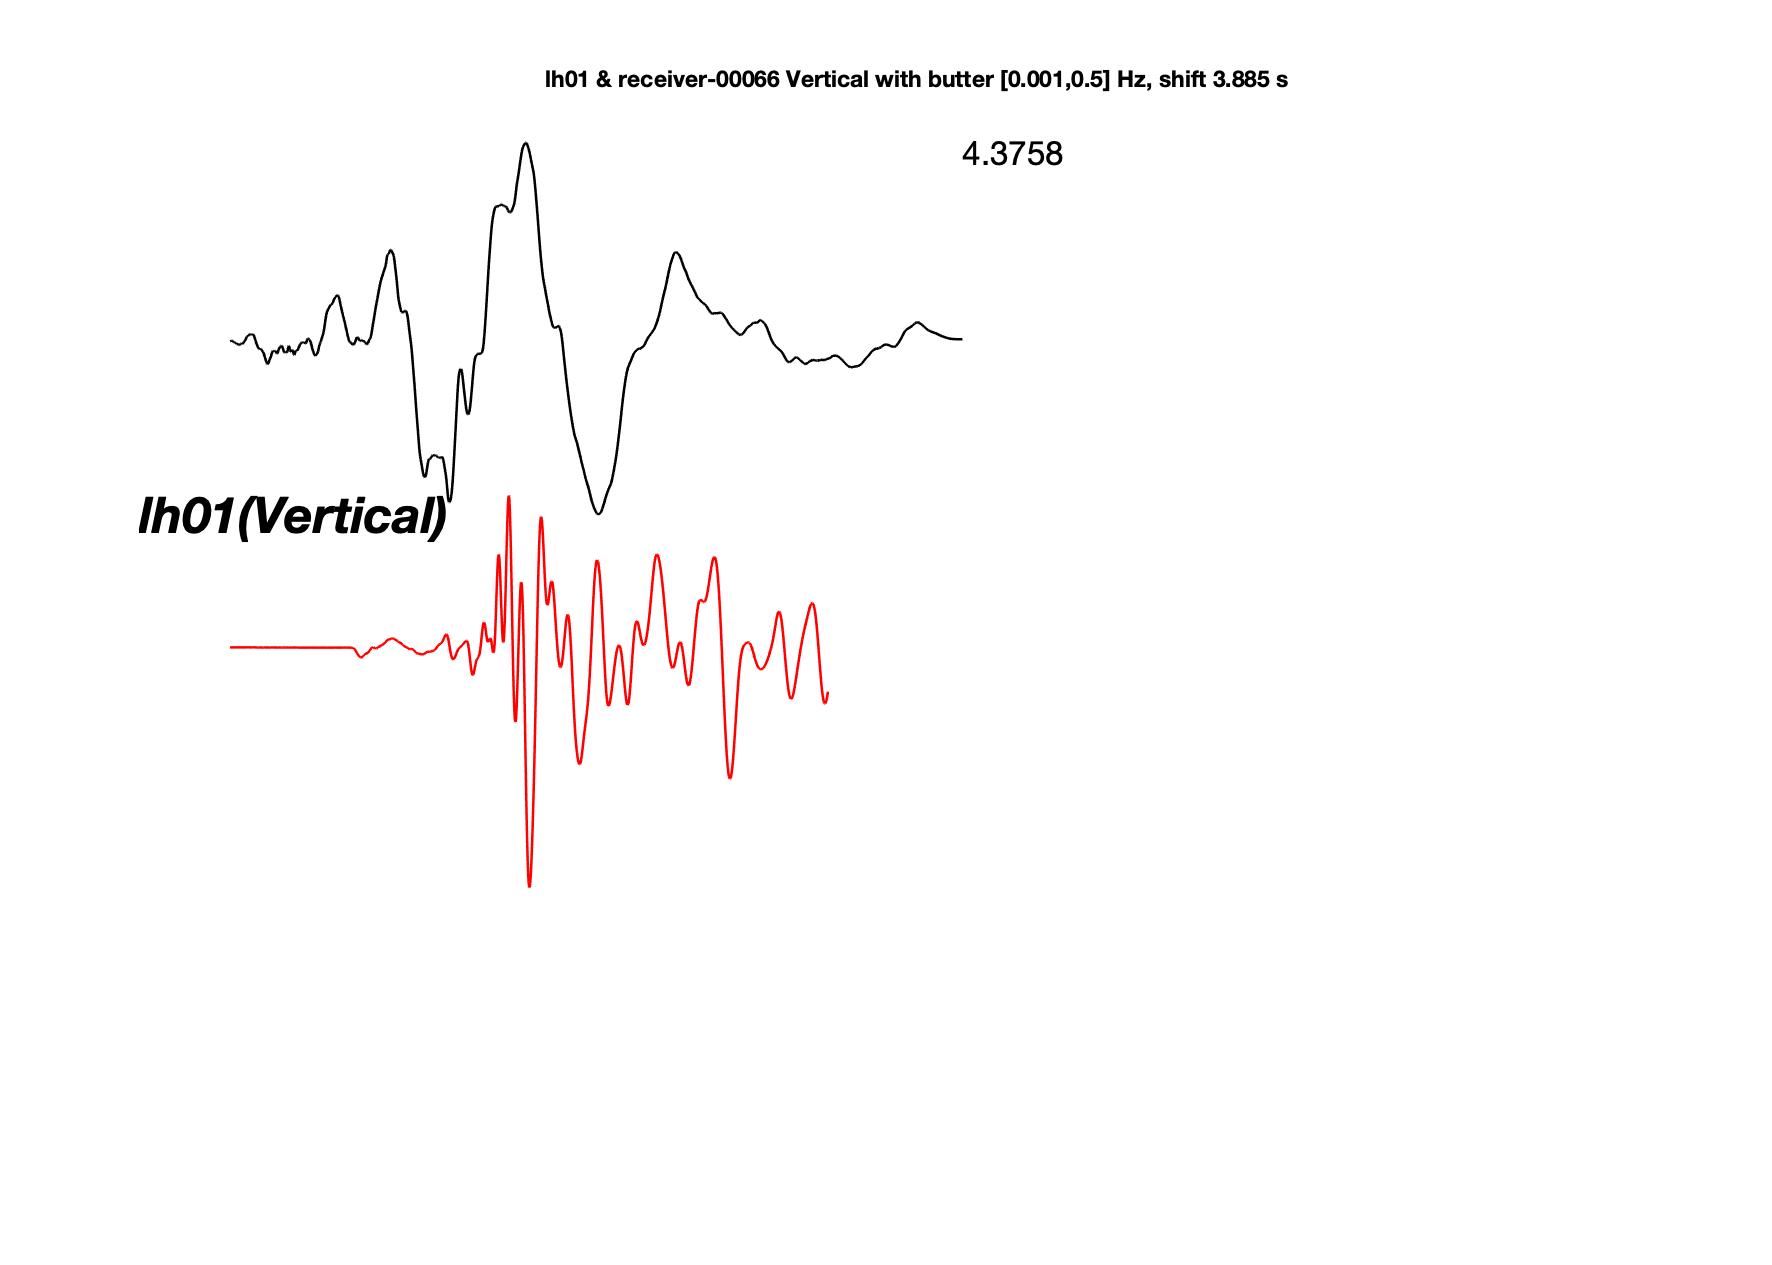 lh01 & receiver-00066 Vertical with butter [0.001,0.5] Hz, shift 3.885 s
4.3758
lh01(Vertical)